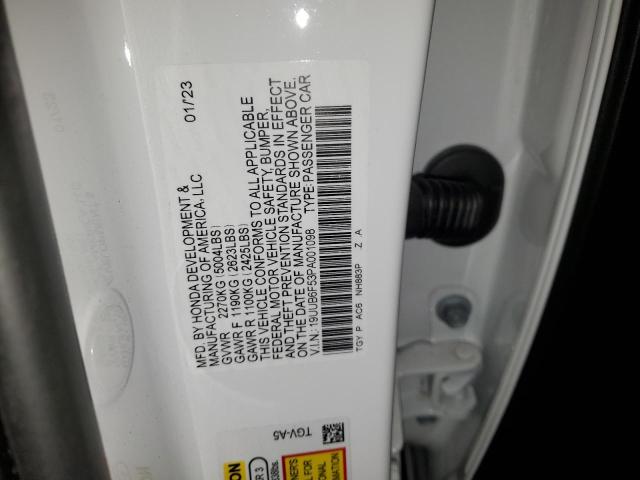 MFD. BY HONDA DEVELOPMENT &
MANUFACTURING OF AMERICA, LLC 01/23
GVWR 2270KG (5004LBS)
GAWR F 1190KG (2623LBS)
GAWR R 1100KG (2425LBS)
THIS VEHICLE CONFORMS TO ALL APPLICABLE
FEDERAL MOTOR VEHICLE SAFETY, BUMPER,
AND THEFT PREVENTION STANDARDS IN EFFECT
ON THE DATE OF MANUFACTURE SHOWN ABOVE.
V.I.N.: 19UUB6F53PA001098 TYPE:PASSENGER CAR
TGY P AC6 NH883P Z A
TGV-A5